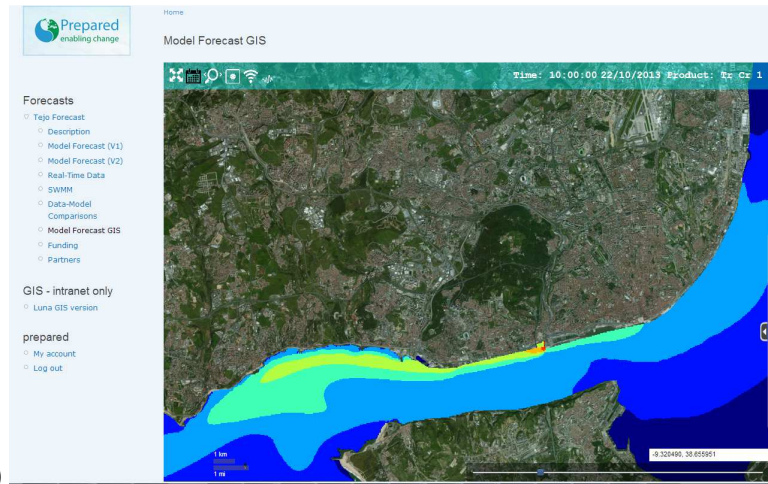 Prepared
enabling change
Home
Model Forecast GIS
Time: 10:00:00 22/10/2013 Product: Tr Cr 1
Forecasts
Tejo Forecast
Description
Model Forecast (V1)
Model Forecast (V2)
Real-Time Data
SWMM
Data-Model
Comparisons
Model Forecast GIS
Funding
Partners
GIS - intranet only
Luna GIS version
prepared
My account
Log out
1 km
1 mi
-9.320490, 38.655951
)